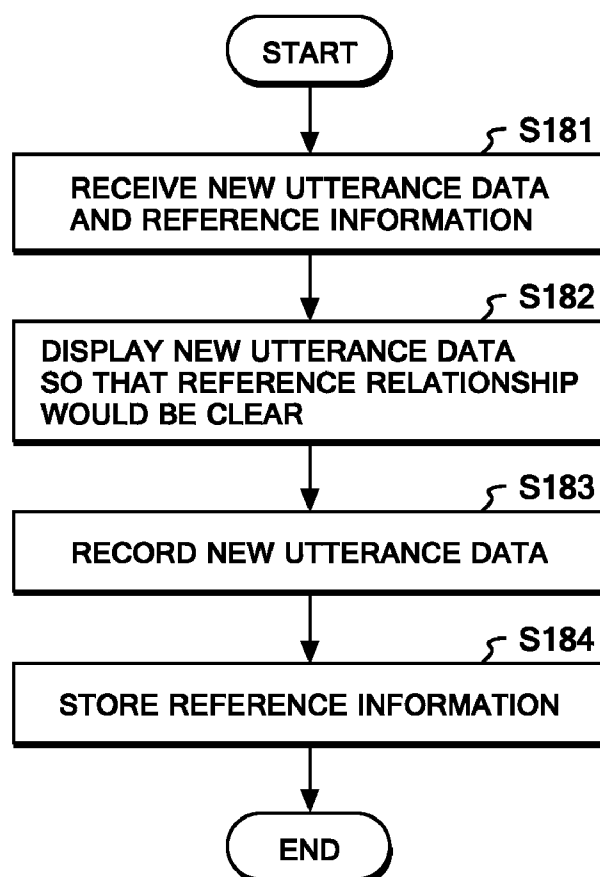 START
S181
RECEIVE NEW UTTERANCE DATA
AND REFERENCE INFORMATION
S182
DISPLAY NEW UTTERANCE DATA
SO THAT REFERENCE RELATIONSHIP
WOULD BE CLEAR
S183
RECORD NEW UTTERANCE DATA
S184
STORE REFERENCE INFORMATION
END